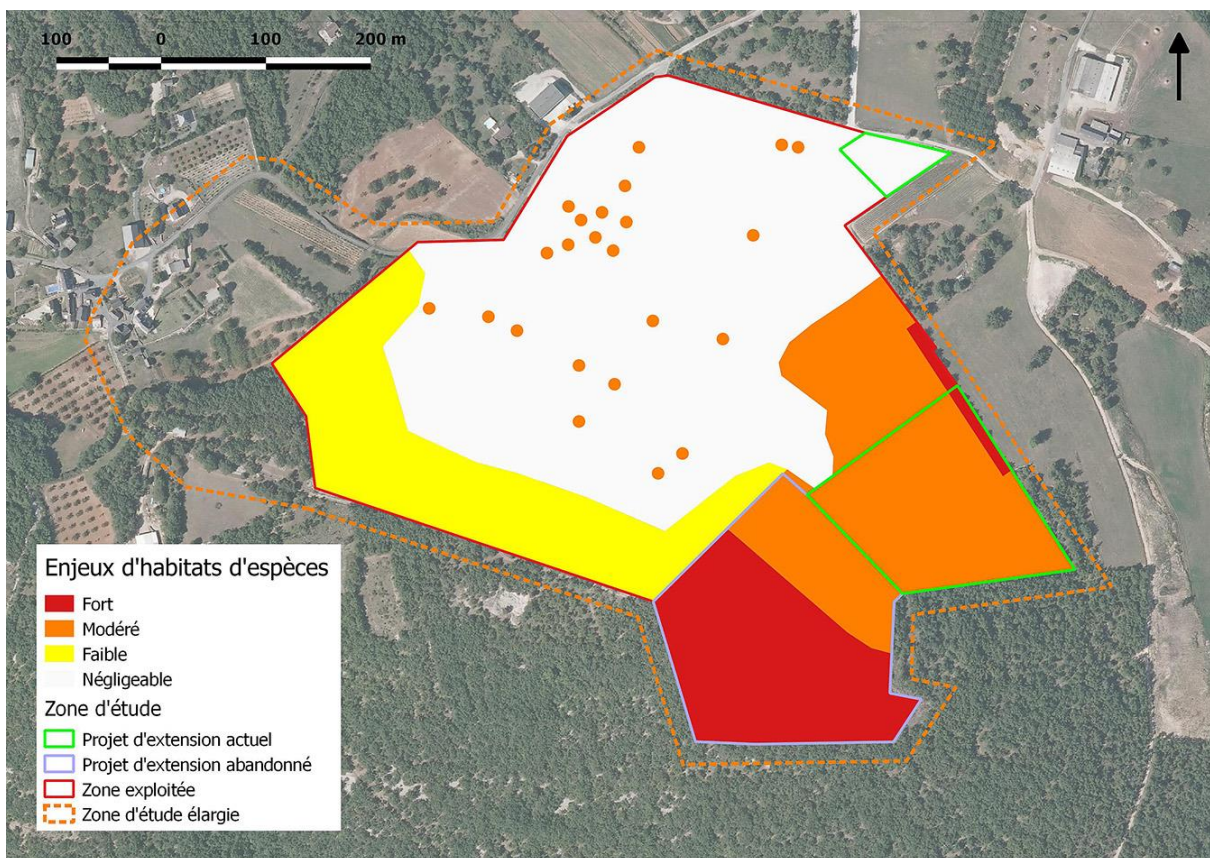 100 0 100 200 m
Enjeux d'habitats d'espèces
Fort
Modéré
Faible
Négligeable
Zone d'étude
Projet d'extension actuel
Projet d'extension abandonné
Zone exploitée
Zone d'étude élargie